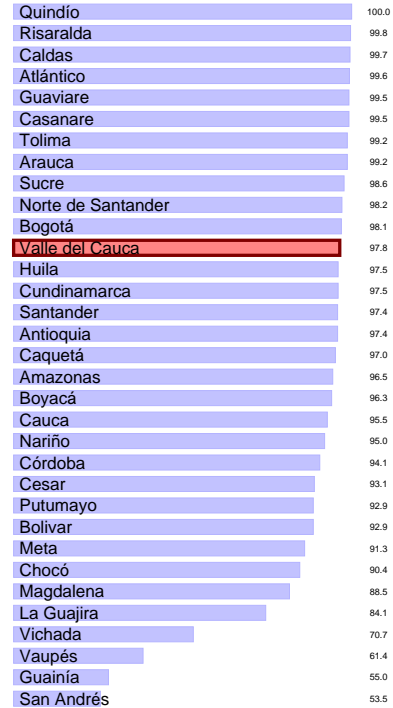 Quindío 100.0
Risaralda 99.8
Caldas 99.7
Atlántico 99.6
Guaviare 99.5
Casanare 99.5
Tolima 99.2
Arauca 99.2
Sucre 98.6
Norte de Santander 98.2
Bogotá 98.1
Valle del Cauca 97.8
Huila 97.5
Cundinamarca 97.5
Santander 97.4
Antioquia 97.4
Caquetá 97.0
Amazonas 96.5
Boyacá 96.3
Cauca 95.5
Nariño 95.0
Córdoba 94.1
Cesar 93.1
Putumayo 92.9
Bolivar 92.9
Meta 91.3
Chocó 90.4
Magdalena 88.5
La Guajira 84.1
Vichada 70.7
Vaupés 61.4
Guainía 55.0
San Andrés 53.5